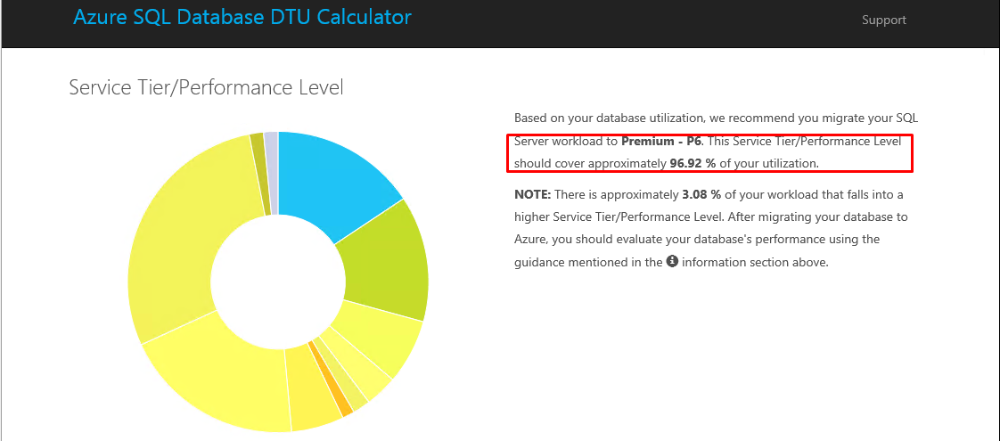 Azure SQL Database DTU Calculator
Support
Service Tier/Performance Level
Based on your database utilization, we recommend you migrate your SQL
Server workload to Premium - P6. This Service Tier/Performance Level
should cover approximately 96.92 % of your utilization.
NOTE: There is approximately 3.08 % of your workload that falls into a
higher Service Tier/Performance Level. After migrating your database to
Azure, you should evaluate your database's performance using the
guidance mentioned in the i information section above.